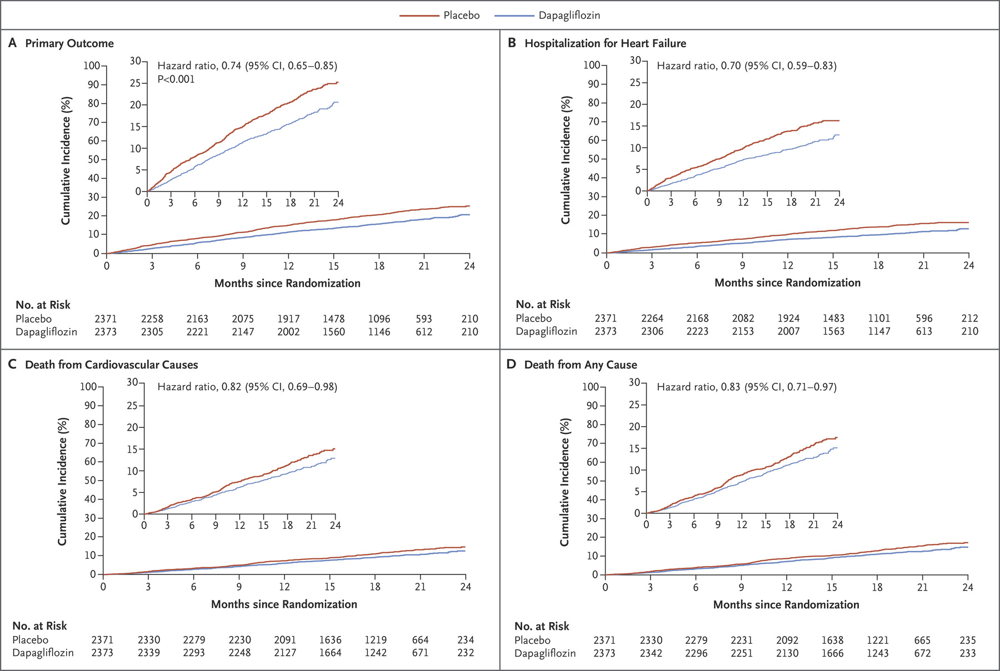 Placebo Dapagliflozin
A Primary Outcome
Hazard ratio, 0.74 (95% CI, 0.65–0.85)
P<0.001
Cumulative Incidence (%)
100
90
80
70
60
50
40
30
20
10
0
30
25
20
15
10
5
0
0 3 6 9 12 15 18 21 24
0 3 6 9 12 15 18 21 24
Months since Randomization
No. at Risk
Placebo 2371 2258 2163 2075 1917 1478 1096 593 210
Dapagliflozin 2373 2305 2221 2147 2002 1560 1146 612 210
B Hospitalization for Heart Failure
Hazard ratio, 0.70 (95% CI, 0.59–0.83)
Cumulative Incidence (%)
100
90
80
70
60
50
40
30
20
10
0
30
25
20
15
10
5
0
0 3 6 9 12 15 18 21 24
0 3 6 9 12 15 18 21 24
Months since Randomization
No. at Risk
Placebo 2371 2264 2168 2082 1924 1483 1101 596 212
Dapagliflozin 2373 2306 2223 2153 2007 1563 1147 613 210
C Death from Cardiovascular Causes
Hazard ratio, 0.82 (95% CI, 0.69–0.98)
Cumulative Incidence (%)
100
90
80
70
60
50
40
30
20
10
0
30
25
20
15
10
5
0
0 3 6 9 12 15 18 21 24
0 3 6 9 12 15 18 21 24
Months since Randomization
No. at Risk
Placebo 2371 2330 2279 2230 2091 1636 1219 664 234
Dapagliflozin 2373 2339 2293 2248 2127 1664 1242 671 232
D Death from Any Cause
Hazard ratio, 0.83 (95% CI, 0.71–0.97)
Cumulative Incidence (%)
100
90
80
70
60
50
40
30
20
10
0
30
25
20
15
10
5
0
0 3 6 9 12 15 18 21 24
0 3 6 9 12 15 18 21 24
Months since Randomization
No. at Risk
Placebo 2371 2330 2279 2231 2092 1638 1221 665 235
Dapagliflozin 2373 2342 2296 2251 2130 1666 1243 672 233